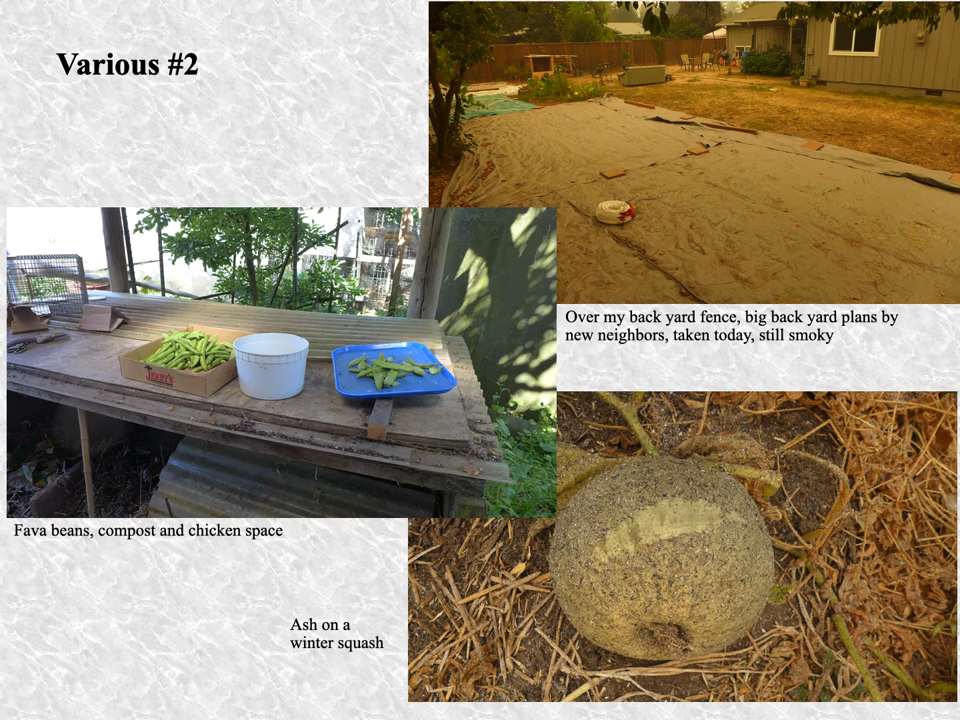 Various #2
Over my back yard fence, big back yard plans by
new neighbors, taken today, still smoky
JERRY'S
Fava beans, compost and chicken space
Ash on a
winter squash